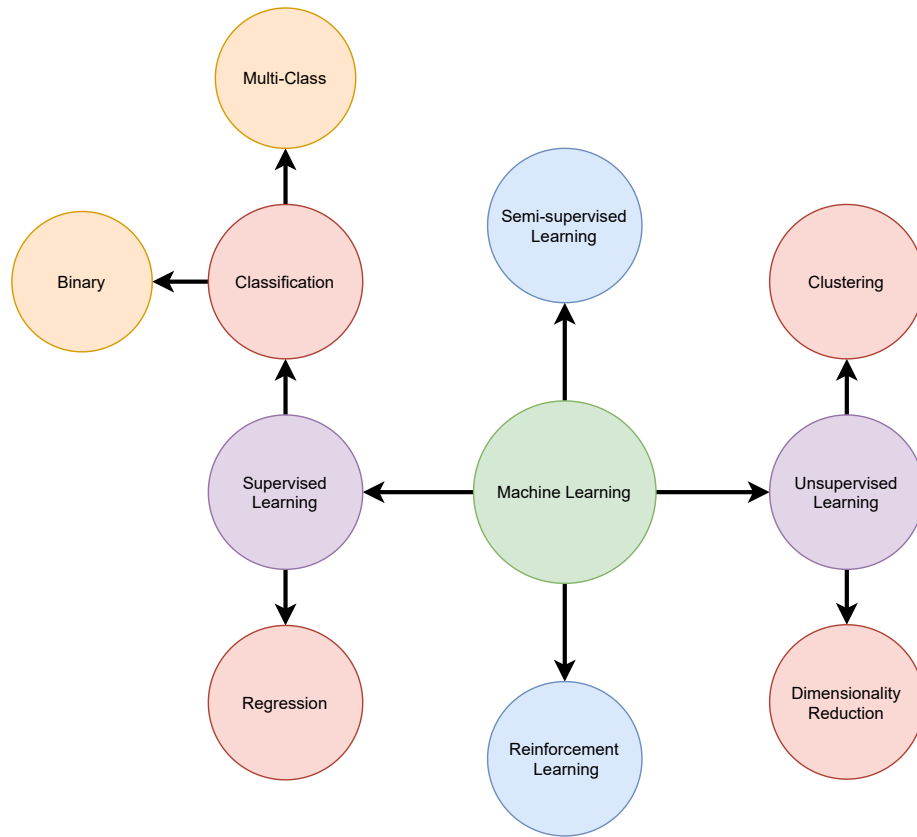 Multi-Class
Semi-supervised
Learning
Binary
Classification
Clustering
Supervised
Learning
Machine Learning
Unsupervised
Learning
Regression
Dimensionality
Reduction
Reinforcement
Learning